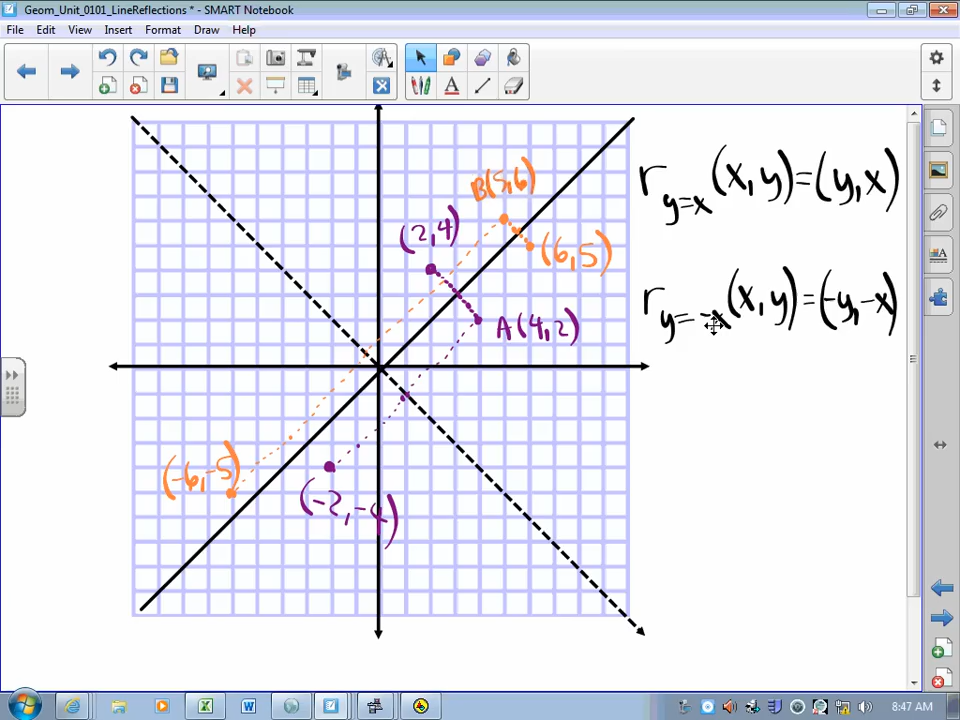 Geom_Unit_0101_LineReflections * - SMART Notebook
File Edit View Insert Format Draw Help
B(5,6)
r y=x (x,y)=(y,x)
(2,4)
(6,5)
r y=-x (x,y)=(-y,-x)
A(4,2)
(-6,-5)
(-2,-4)
8:47 AM